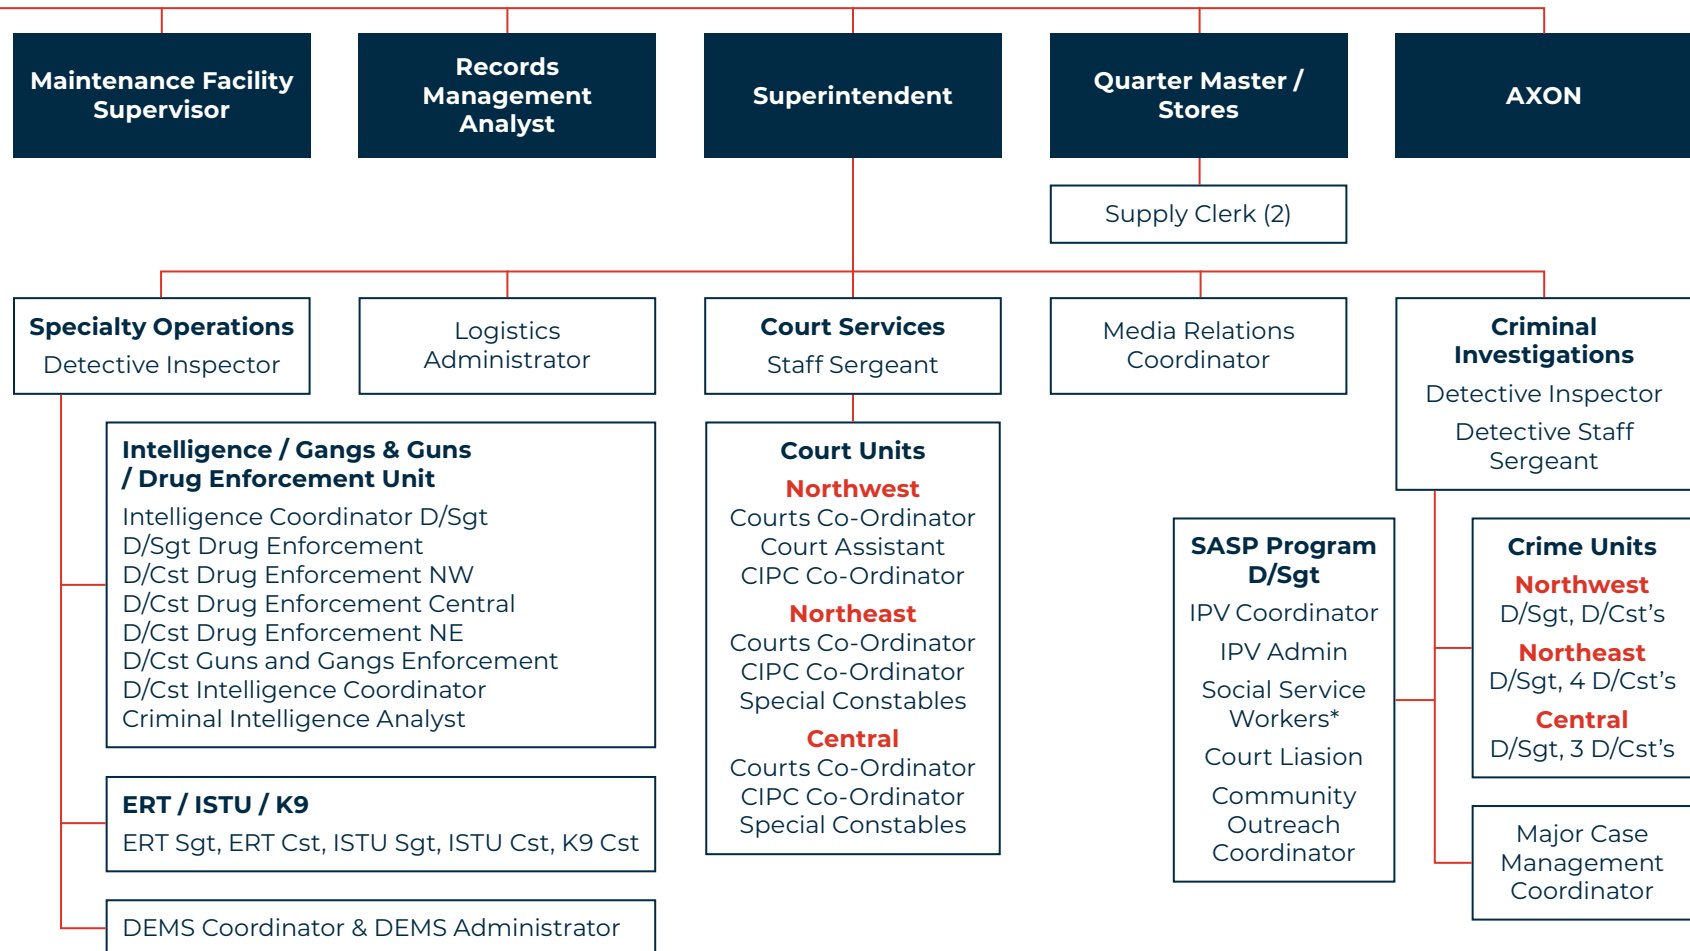 Maintenance Facility
Supervisor
Records
Management
Analyst
Superintendent
Quarter Master /
Stores
AXON
Supply Clerk (2)
Specialty Operations
Detective Inspector
Logistics
Administrator
Court Services
Staff Sergeant
Media Relations
Coordinator
Criminal
Investigations
Detective Inspector
Detective Staff
Sergeant
Intelligence / Gangs & Guns
/ Drug Enforcement Unit
Intelligence Coordinator D/Sgt
D/Sgt Drug Enforcement
D/Cst Drug Enforcement NW
D/Cst Drug Enforcement Central
D/Cst Drug Enforcement NE
D/Cst Guns and Gangs Enforcement
D/Cst Intelligence Coordinator
Criminal Intelligence Analyst
ERT / ISTU / K9
ERT Sgt, ERT Cst, ISTU Sgt, ISTU Cst, K9 Cst
DEMS Coordinator & DEMS Administrator
Court Units
Northwest
Courts Co-Ordinator
Court Assistant
CIPC Co-Ordinator
Northeast
Courts Co-Ordinator
CIPC Co-Ordinator
Special Constables
Central
Courts Co-Ordinator
CIPC Co-Ordinator
Special Constables
SASP Program
D/Sgt
IPV Coordinator
IPV Admin
Social Service
Workers*
Court Liasion
Community
Outreach
Coordinator
Crime Units
Northwest
D/Sgt, D/Cst's
Northeast
D/Sgt, 4 D/Cst's
Central
D/Sgt, 3 D/Cst's
Major Case
Management
Coordinator